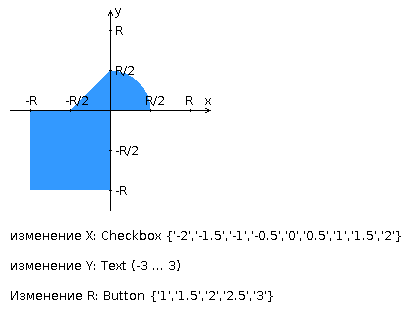 y
R
R/2
-R
-R/2
R/2
R
x
-R/2
-R
изменение X: Checkbox {'-2','-1.5','-1','-0.5','0','0.5','1','1.5','2'}
изменение Y: Text (-3 ... 3)
Изменение R: Button {'1','1.5','2','2.5','3'}